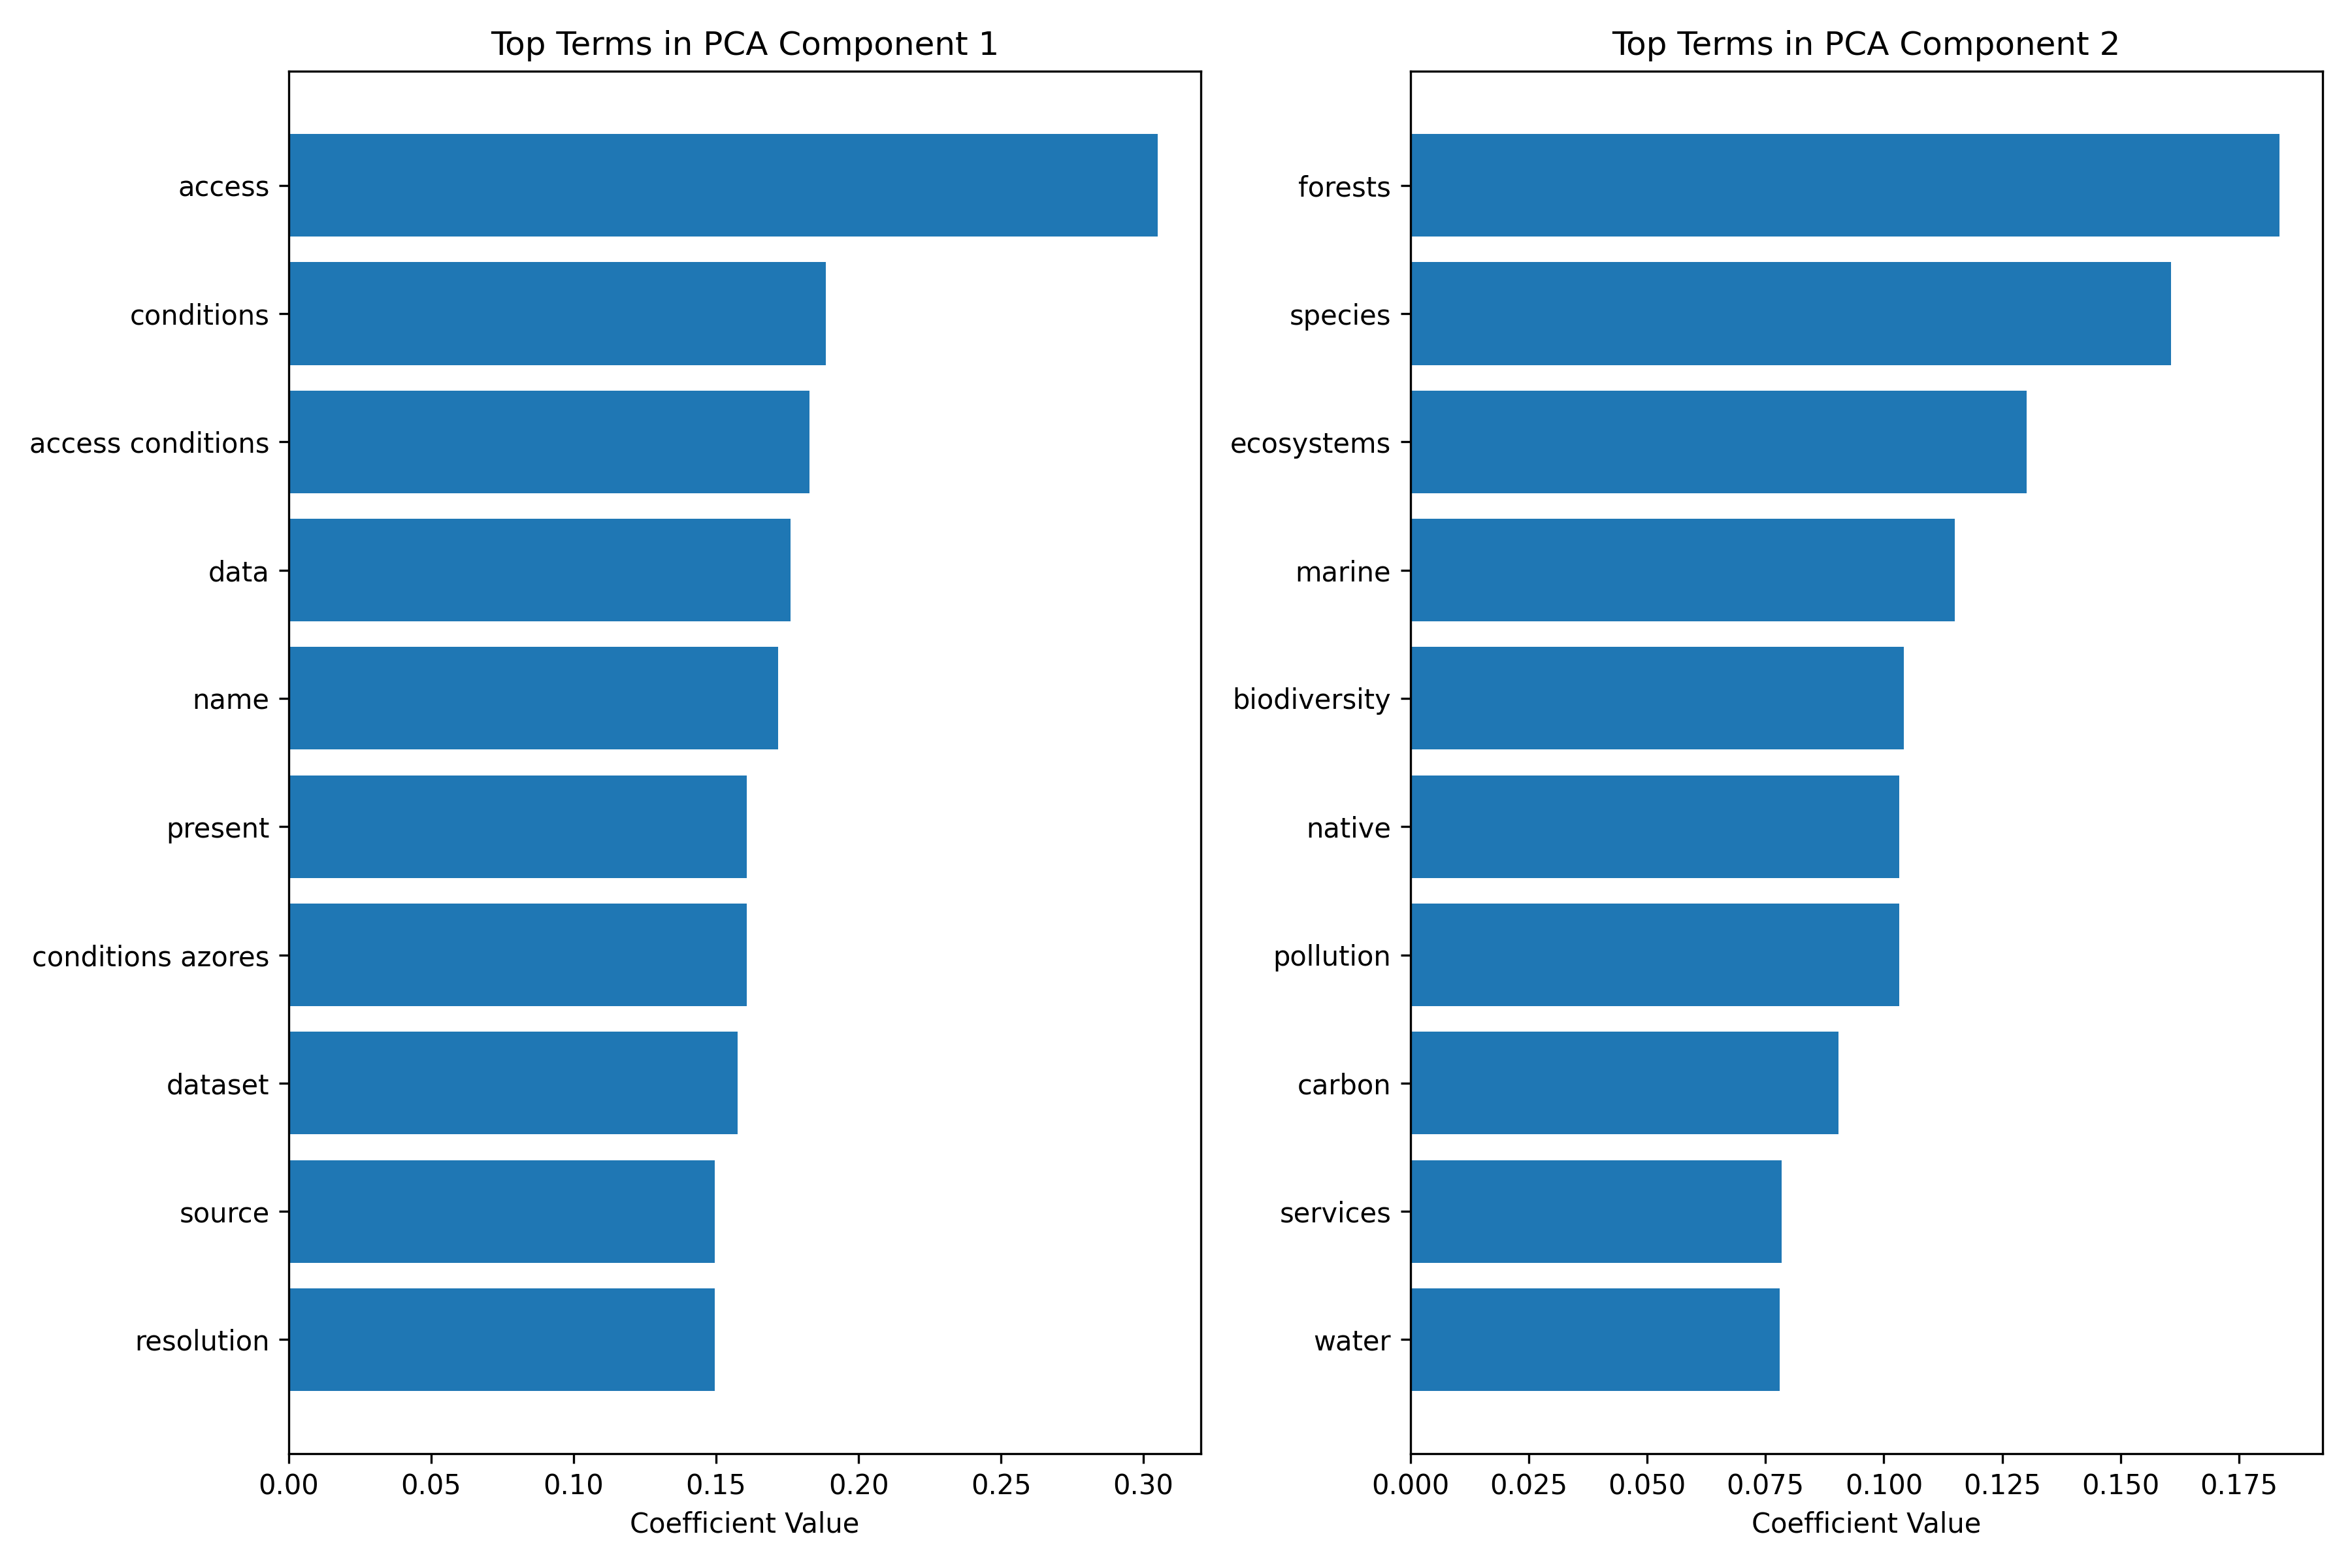 Top Terms in PCA Component 1
access
conditions
access conditions
data
name
present
conditions azores
dataset
source
resolution
0.00 0.05 0.10 0.15 0.20 0.25 0.30
Coefficient Value
Top Terms in PCA Component 2
forests
species
ecosystems
marine
biodiversity
native
pollution
carbon
services
water
0.000 0.025 0.050 0.075 0.100 0.125 0.150 0.175
Coefficient Value